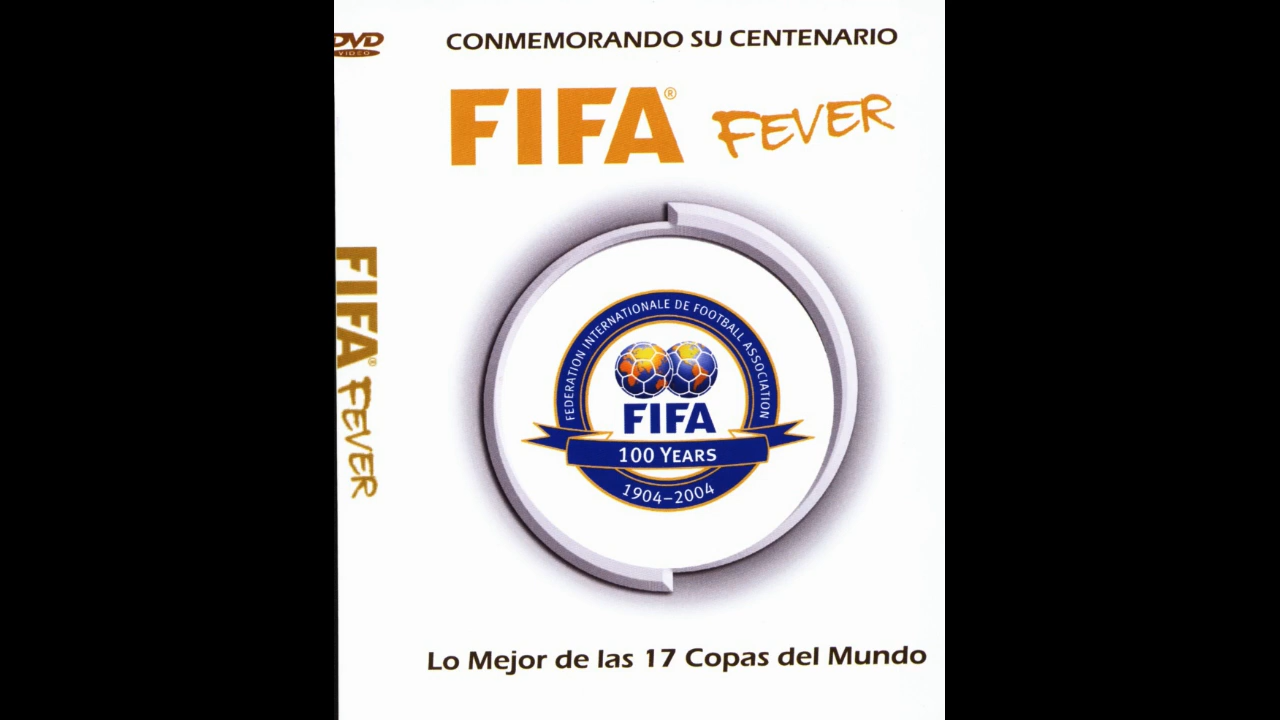 DVD
VIDEO
CONMEMORANDO SU CENTENARIO
FIFA® FEVER
FIFA® FEVER
FEDERATION INTERNATIONALE DE FOOTBALL ASSOCIATION
FIFA
100 YEARS
1904–2004
Lo Mejor de las 17 Copas del Mundo